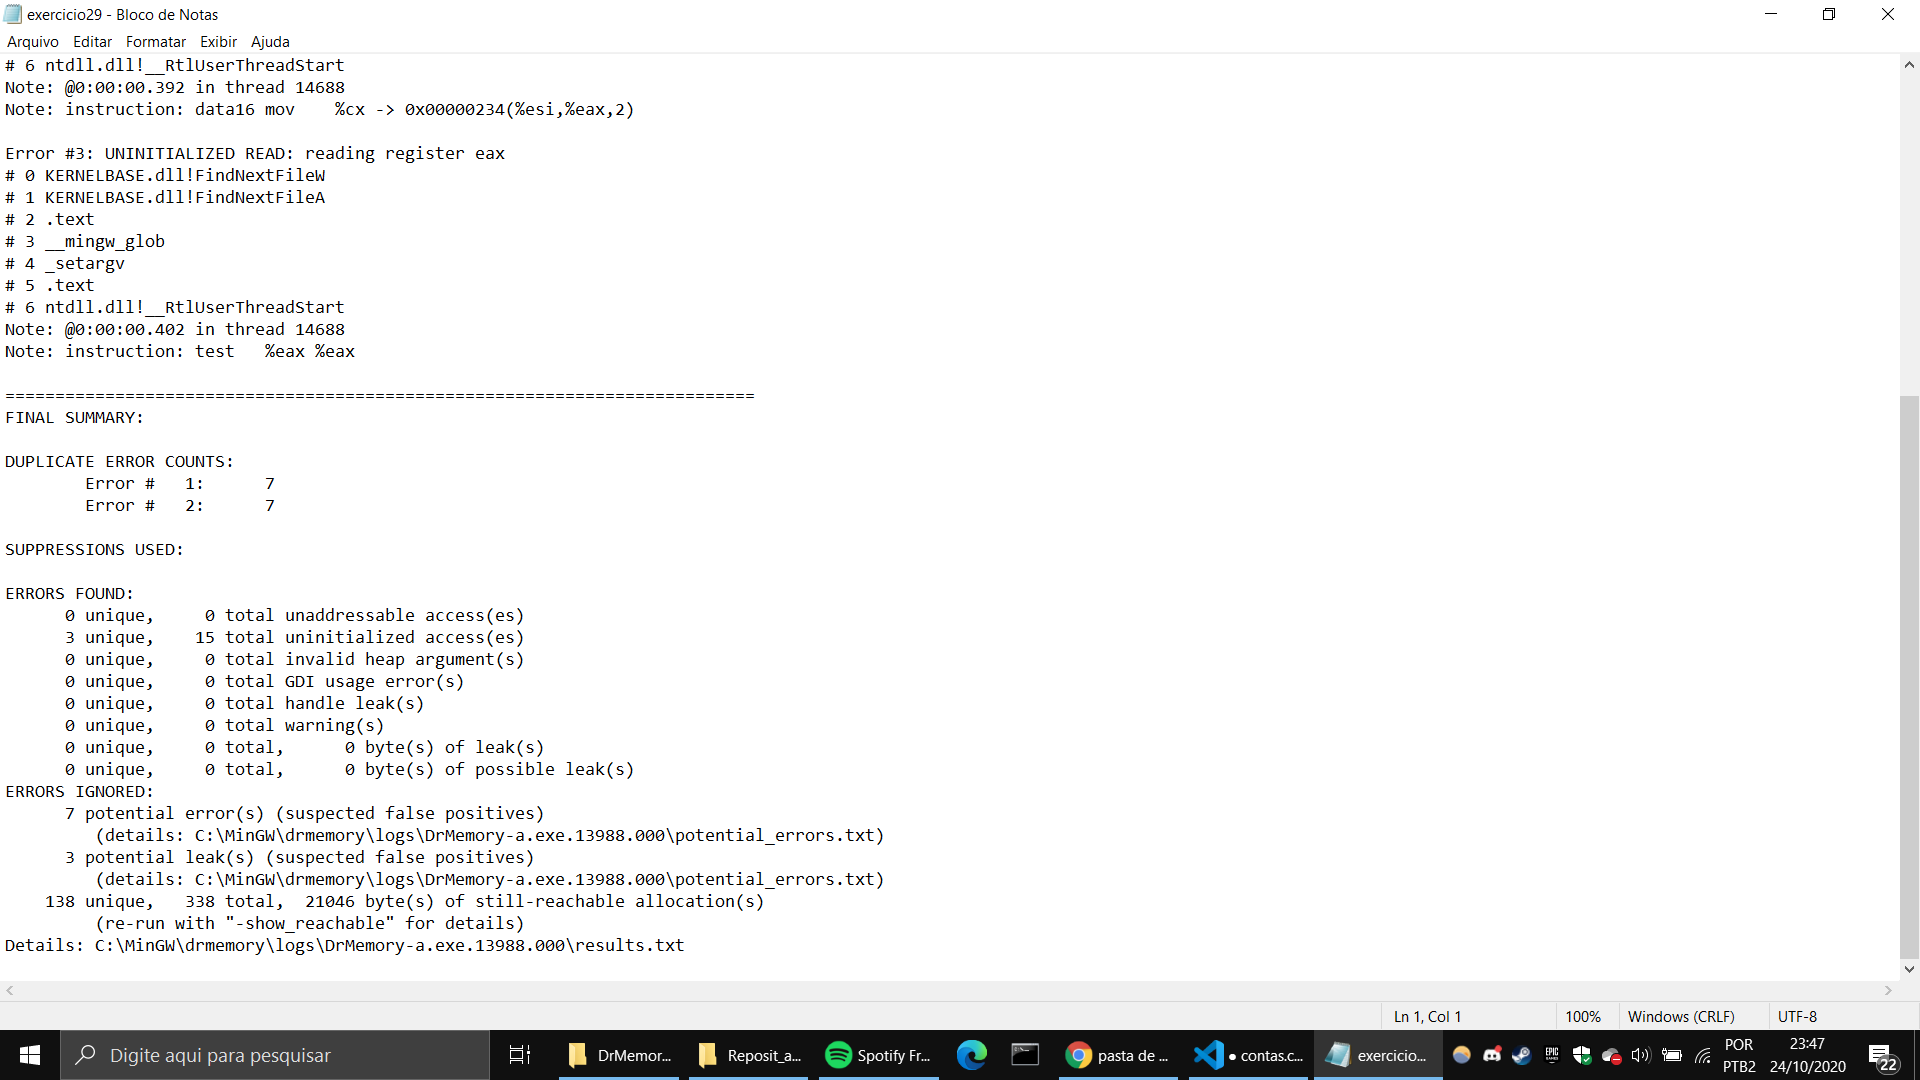 exercicio29 - Bloco de Notas
Arquivo Editar Formatar Exibir Ajuda
# 6 ntdll.dll!__RtlUserThreadStart
Note: @0:00:00.392 in thread 14688
Note: instruction: data16 mov    %cx -> 0x00000234(%esi,%eax,2)
Error #3: UNINITIALIZED READ: reading register eax
# 0 KERNELBASE.dll!FindNextFileW
# 1 KERNELBASE.dll!FindNextFileA
# 2 .text
# 3 __mingw_glob
# 4 _setargv
# 5 .text
# 6 ntdll.dll!__RtlUserThreadStart
Note: @0:00:00.402 in thread 14688
Note: instruction: test   %eax %eax
===========================================================================
FINAL SUMMARY:
DUPLICATE ERROR COUNTS:
        Error #   1:      7
        Error #   2:      7
SUPPRESSIONS USED:
ERRORS FOUND:
      0 unique,     0 total unaddressable access(es)
      3 unique,    15 total uninitialized access(es)
      0 unique,     0 total invalid heap argument(s)
      0 unique,     0 total GDI usage error(s)
      0 unique,     0 total handle leak(s)
      0 unique,     0 total warning(s)
      0 unique,     0 total,      0 byte(s) of leak(s)
      0 unique,     0 total,      0 byte(s) of possible leak(s)
ERRORS IGNORED:
      7 potential error(s) (suspected false positives)
         (details: C:\MinGW\drmemory\logs\DrMemory-a.exe.13988.000\potential_errors.txt)
      3 potential leak(s) (suspected false positives)
         (details: C:\MinGW\drmemory\logs\DrMemory-a.exe.13988.000\potential_errors.txt)
    138 unique,   338 total,  21046 byte(s) of still-reachable allocation(s)
         (re-run with "-show_reachable" for details)
Details: C:\MinGW\drmemory\logs\DrMemory-a.exe.13988.000\results.txt
Ln 1, Col 1 100% Windows (CRLF) UTF-8
Digite aqui para pesquisar DrMemor... Reposit_a... Spotify Fr... pasta de ... • contas.c... exercicio... EPIC GAMES POR 23:47
PTB2 24/10/2020 22